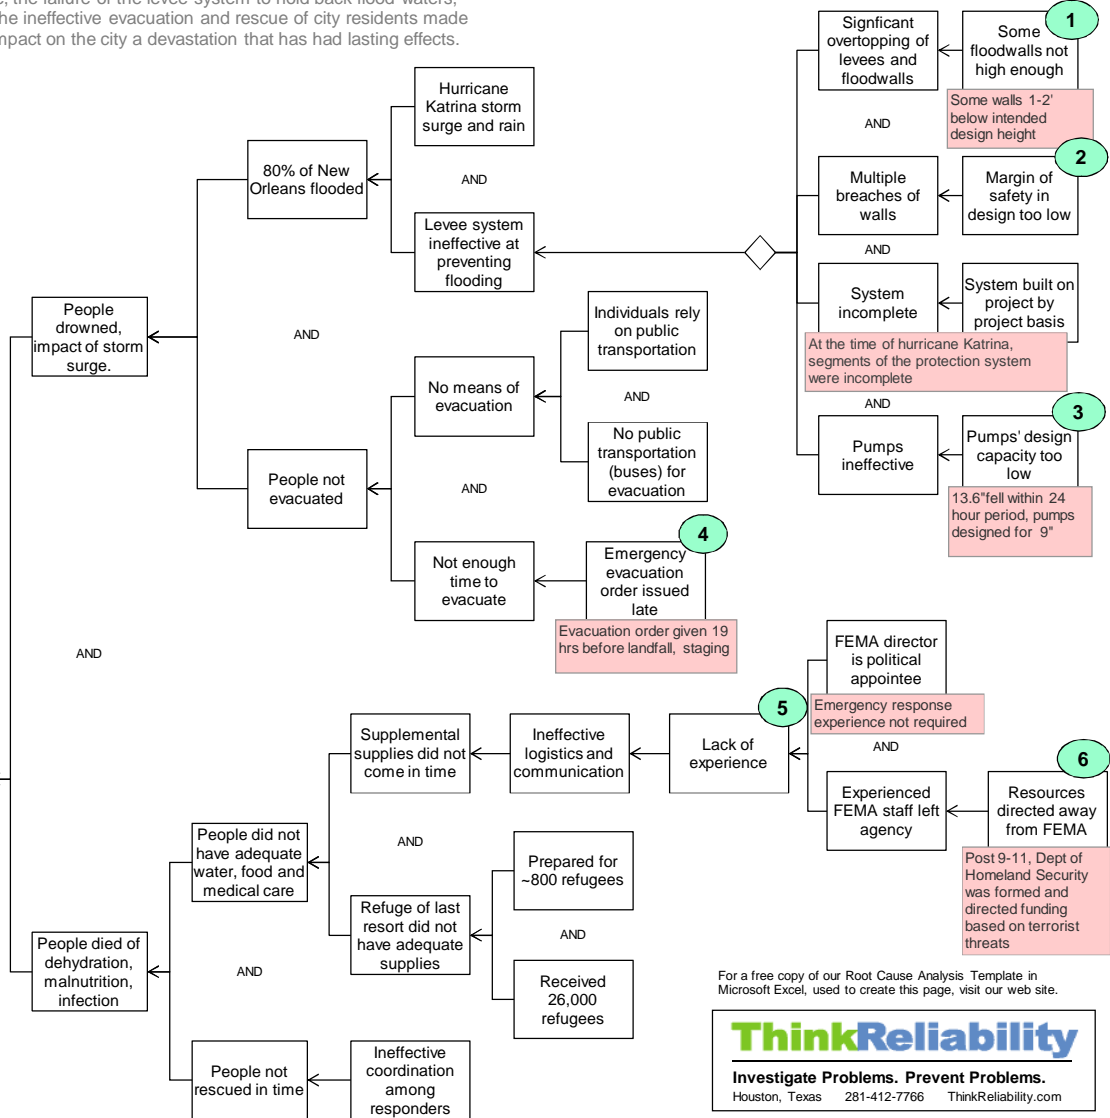 e, the failure of the levee system to hold back flood waters,
he ineffective evacuation and rescue of city residents made
mpact on the city a devastation that has had lasting effects.
Signficant
overtopping of
levees and
floodwalls
Some
floodwalls not
high enough
1
Some walls 1-2'
below intended
design height
AND
Hurricane
Katrina storm
surge and rain
80% of New
Orleans flooded
AND
Levee system
ineffective at
preventing
flooding
Multiple
breaches of
walls
Margin of
safety in
design too low
2
AND
System
incomplete
System built on
project by
project basis
At the time of hurricane Katrina,
segments of the protection system
were incomplete
AND
Pumps
ineffective
Pumps' design
capacity too
low
3
13.6"fell within 24
hour period, pumps
designed for 9"
People
drowned,
impact of storm
surge.
AND
Individuals rely
on public
transportation
No means of
evacuation
AND
No public
transportation
(buses) for
evacuation
People not
evacuated
AND
Not enough
time to
evacuate
Emergency
evacuation
order issued
late
4
Evacuation order given 19
hrs before landfall, staging
AND
FEMA director
is political
appointee
Emergency response
experience not required
5
Supplemental
supplies did not
come in time
Ineffective
logistics and
communication
Lack of
experience
AND
Experienced
FEMA staff left
agency
Resources
directed away
from FEMA
6
Post 9-11, Dept of
Homeland Security
was formed and
directed funding
based on terrorist
threats
People did not
have adequate
water, food and
medical care
AND
Prepared for
~800 refugees
Refuge of last
resort did not
have adequate
supplies
AND
Received
26,000
refugees
People died of
dehydration,
malnutrition,
infection
AND
People not
rescued in time
Ineffective
coordination
among
responders
For a free copy of our Root Cause Analysis Template in
Microsoft Excel, used to create this page, visit our web site.
ThinkReliability
Investigate Problems. Prevent Problems.
Houston, Texas 281-412-7766 ThinkReliability.com